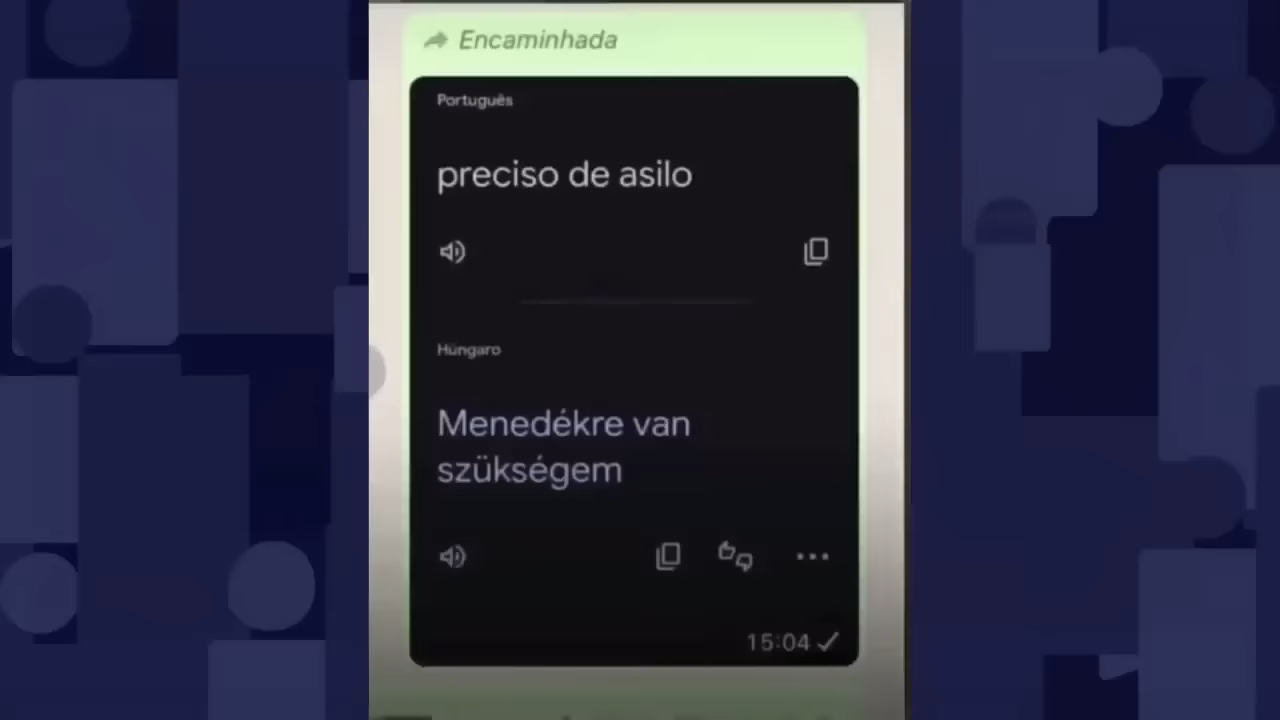 Encaminhada
Português
preciso de asilo
Húngaro
Menedékre van
szükségem
15:04